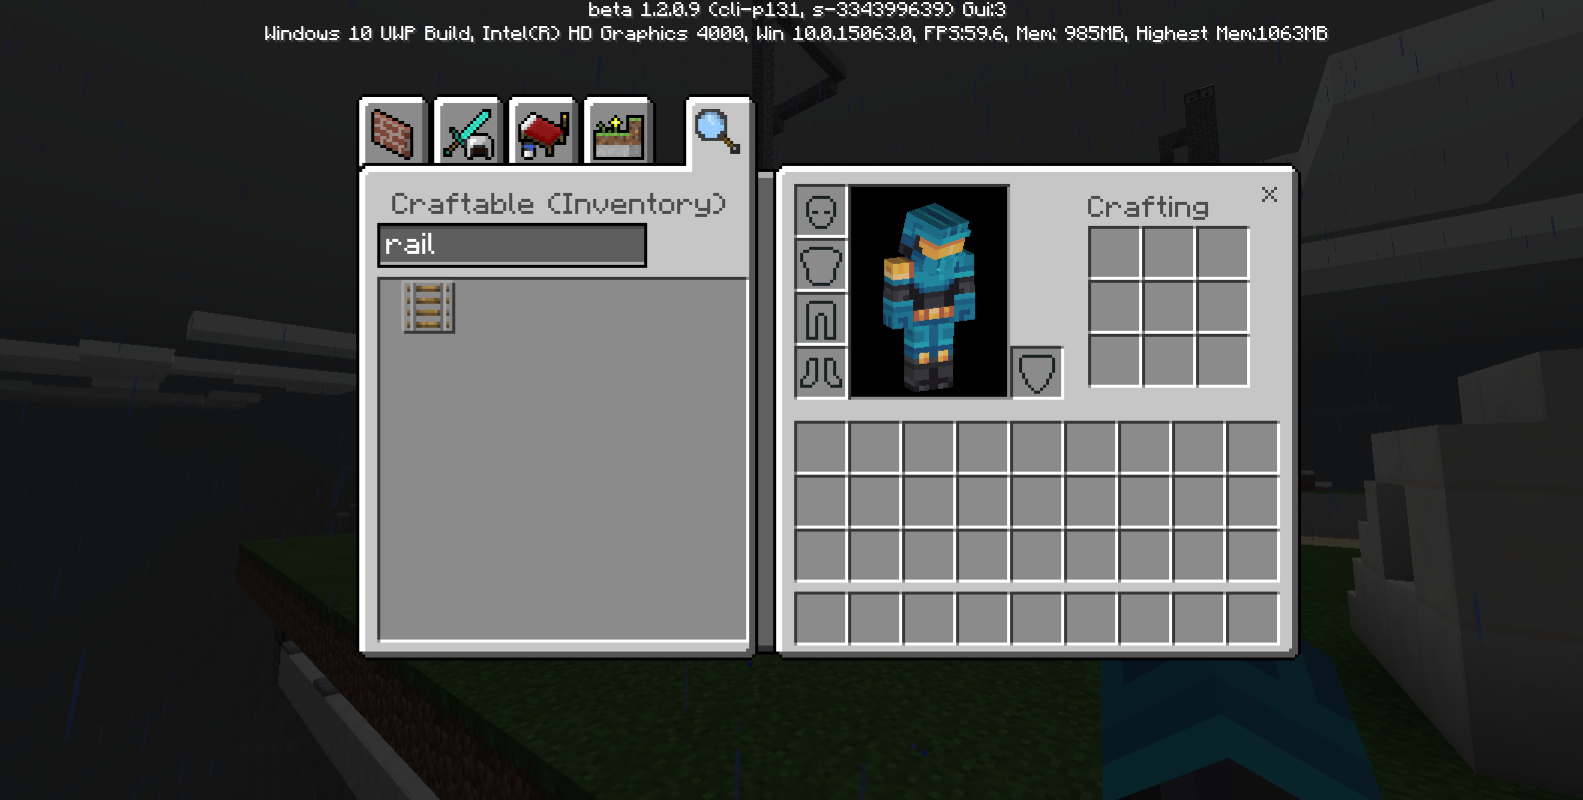 beta 1.2.0.9 (cli-p131, s-334399639) Gui:3
Windows 10 UWP Build, Intel(R) HD Graphics 4000, Win 10.0.15063.0, FPS:59.6, Mem: 985MB, Highest Mem:1063MB
Craftable (Inventory)
rail
Crafting